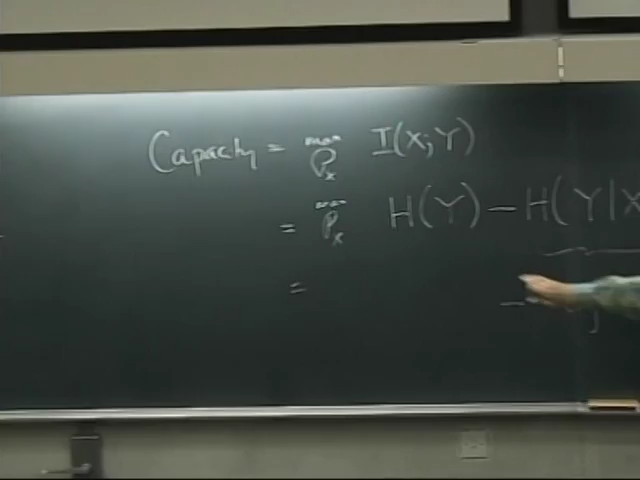 Capacity = max P_x I(X;Y)
= max P_x H(Y) - H(Y|X
=